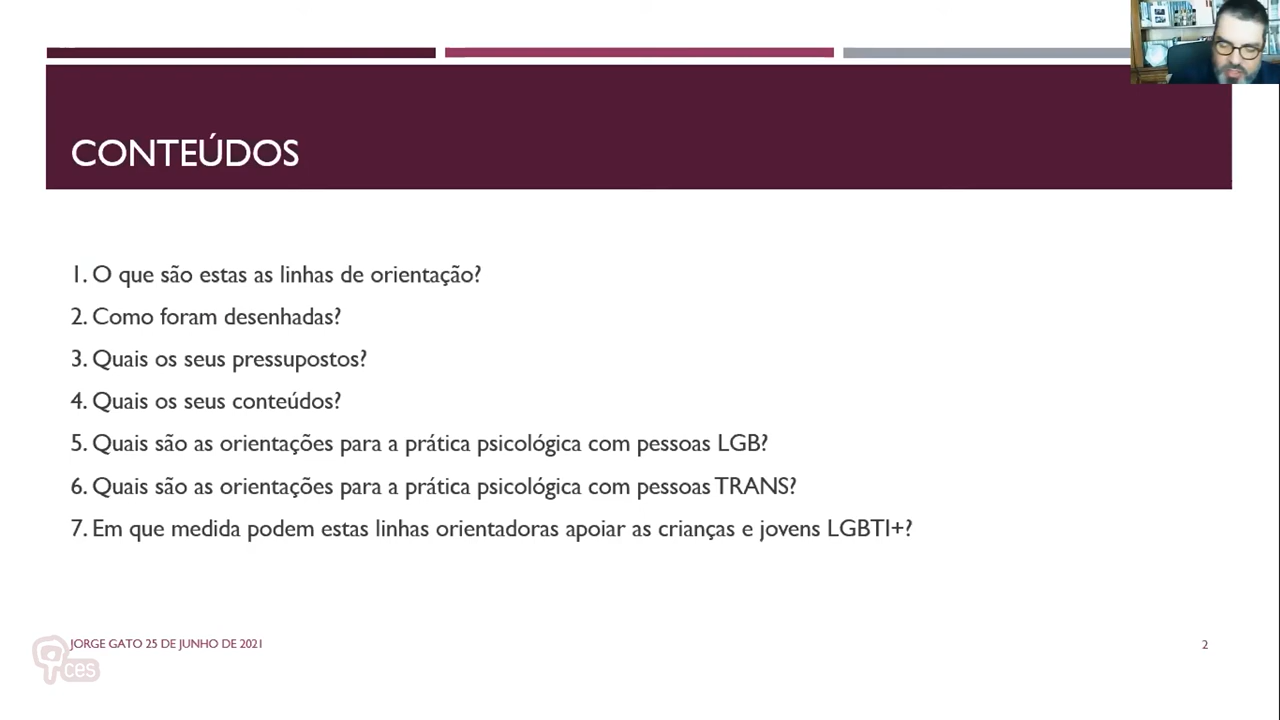 CONTEÚDOS
1. O que são estas as linhas de orientação?
2. Como foram desenhadas?
3. Quais os seus pressupostos?
4. Quais os seus conteúdos?
5. Quais são as orientações para a prática psicológica com pessoas LGB?
6. Quais são as orientações para a prática psicológica com pessoas TRANS?
7. Em que medida podem estas linhas orientadoras apoiar as crianças e jovens LGBTI+?
JORGE GATO 25 DE JUNHO DE 2021
2
ces